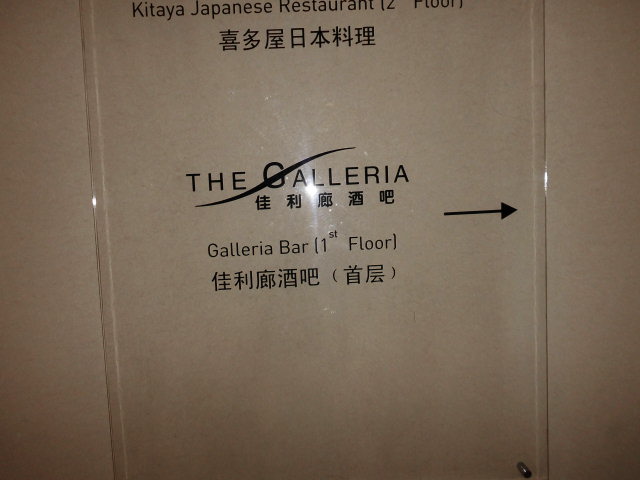 Kitaya Japanese Restaurant (2nd Floor)
喜多屋日本料理
THE GALLERIA
佳利廊酒吧
Galleria Bar (1st Floor)
佳利廊酒吧（首层）